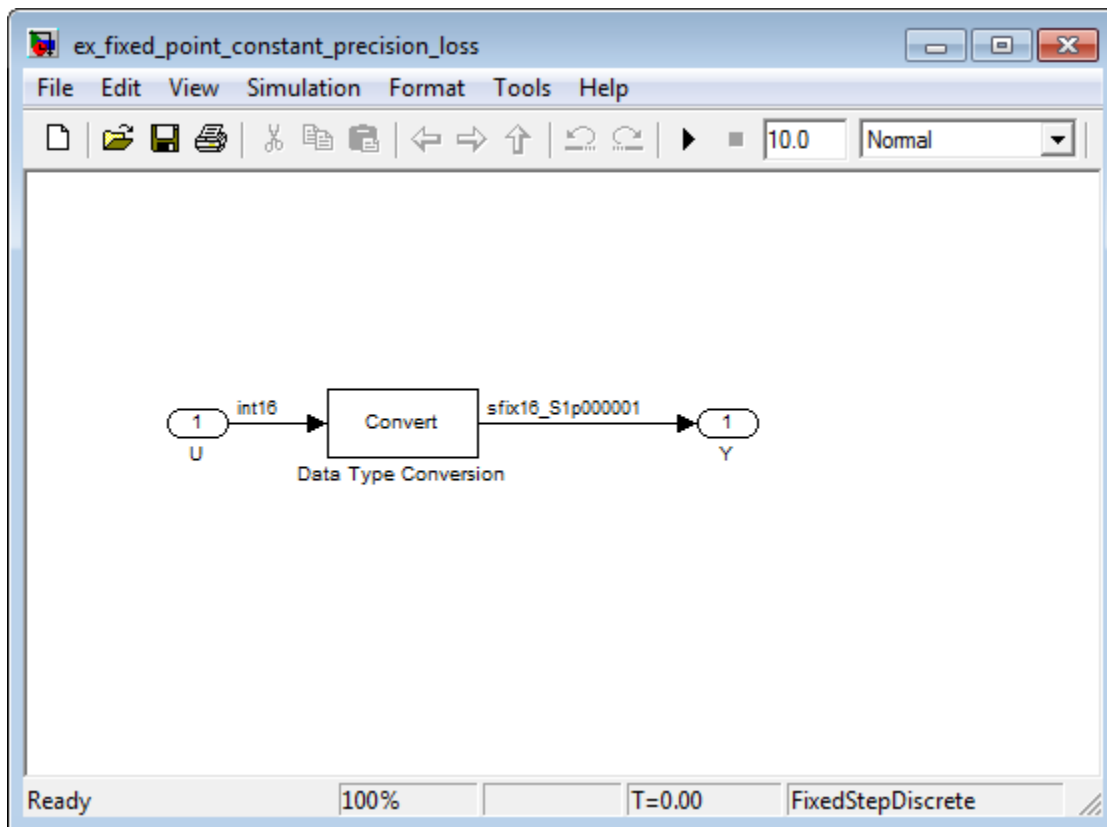 ex_fixed_point_constant_precision_loss
File Edit View Simulation Format Tools Help
10.0 Normal
int16 sfix16_S1p000001
1 Convert 1
U Y
Data Type Conversion
Ready 100% T=0.00 FixedStepDiscrete